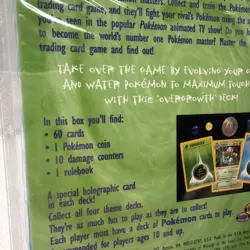 trading card game, and they'll fight your rival's Pokémon using the
you've seen in the popular Pokémon animated TV show! Do you
to become the world's number one Pokémon master! Master the
trading card game and find out!
TAKE OVER THE GAME BY EVOLVING YOUR
AND WATER POKÉMON TO MAXIMUM TOUGH
WITH THIS "OVERGROWTH" DECK!
In this box you'll find:
• 60 cards
• 1 Pokémon coin
• 10 damage counters
• 1 rulebook
A special holographic card
in each deck!
Collect all four theme decks.
They're as much fun to play as they are to collect!
Each player must have a deck of Pokémon cards to play.
ommended for players ages 10 and up.